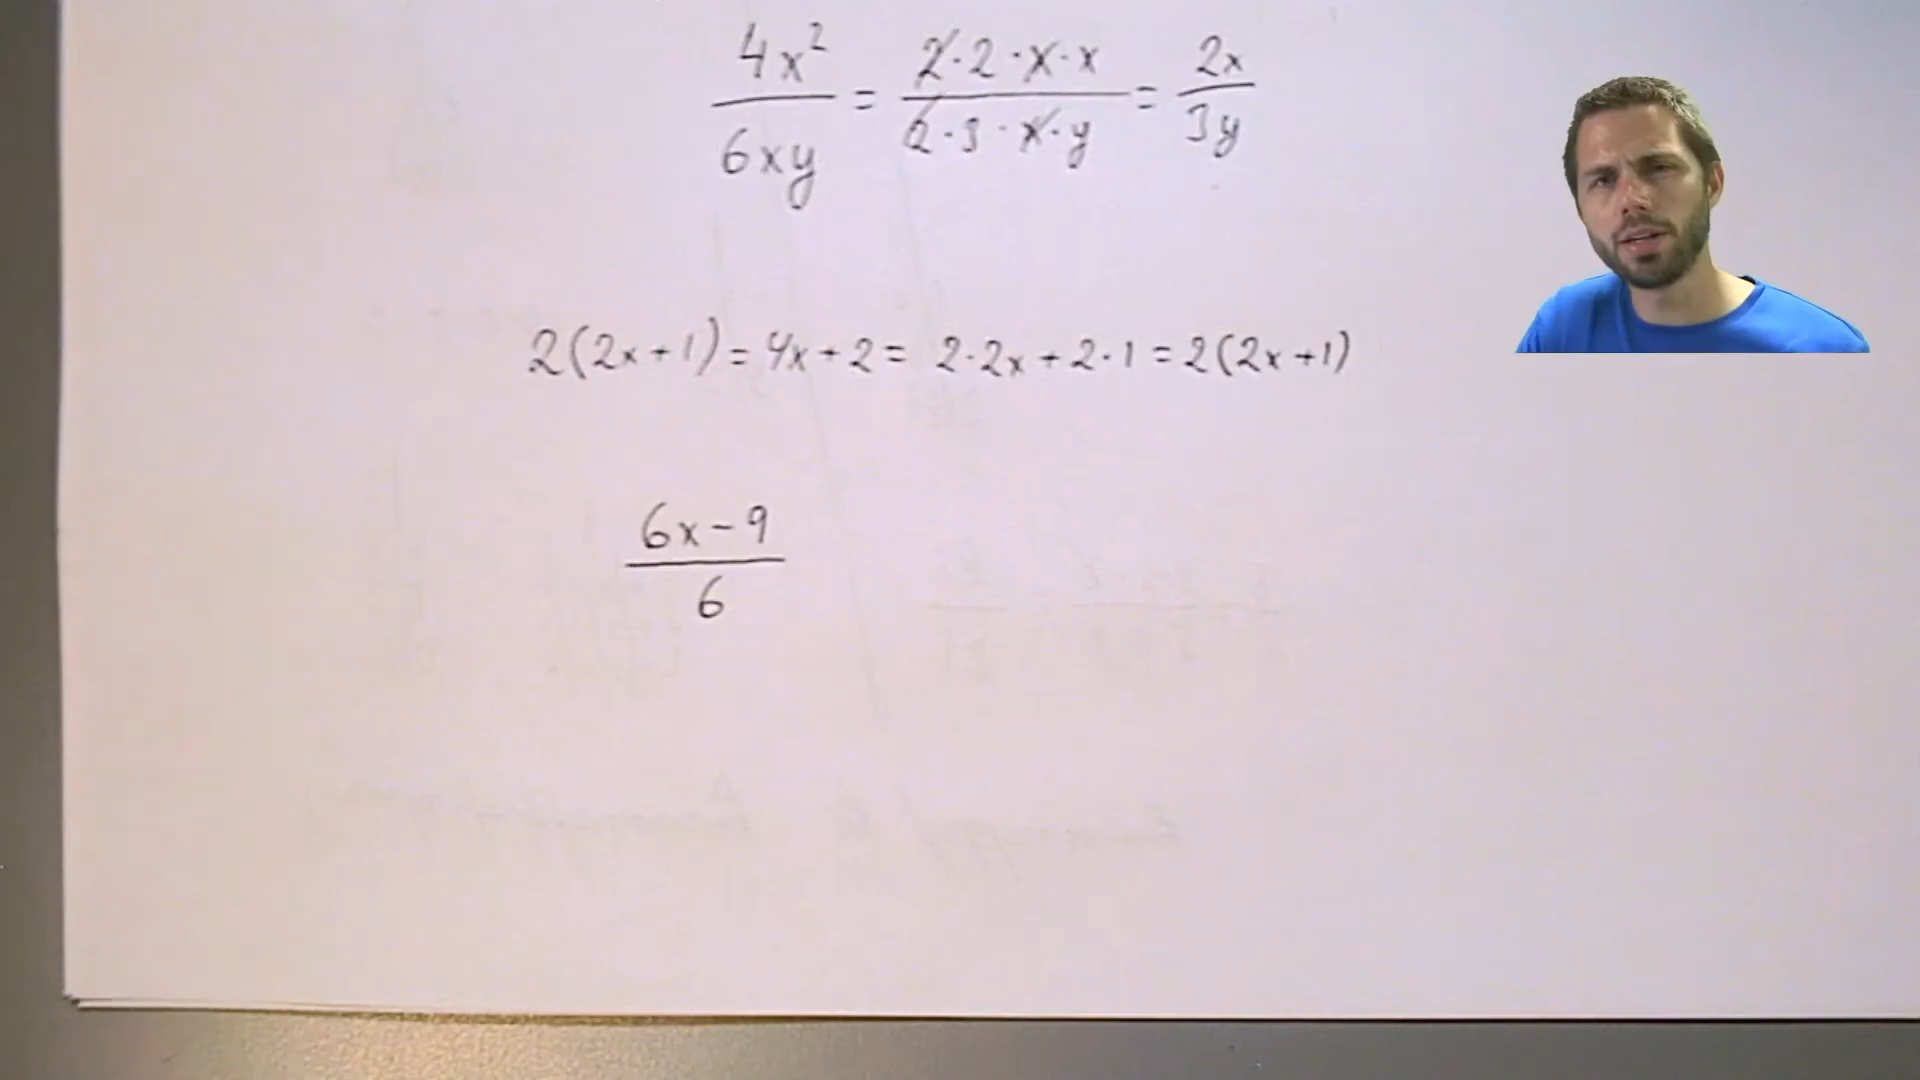 4x² / 6xy = 2·2·x·x / 2·3·x·y = 2x / 3y
2(2x+1) = 4x+2 = 2·2x + 2·1 = 2(2x+1)
6x-9 / 6